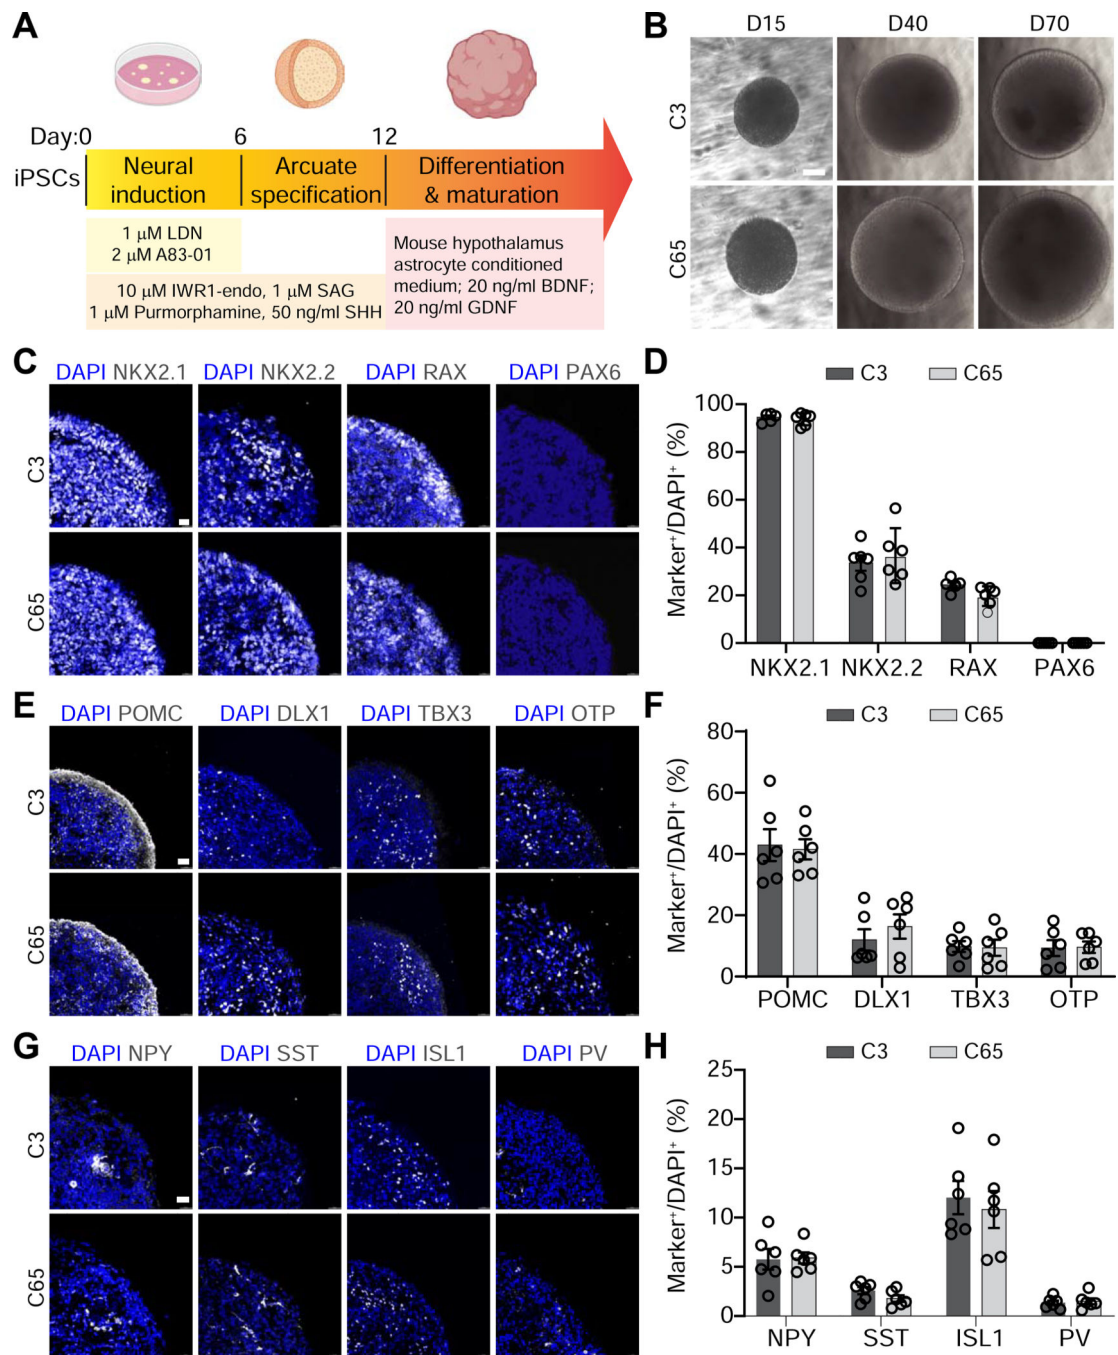 A
Day:0 6 12
iPSCs
Neural
induction
Arcuate
specification
Differentiation
& maturation
1 μM LDN
2 μM A83-01
10 μM IWR1-endo, 1 μM SAG
1 μM Purmorphamine, 50 ng/ml SHH
Mouse hypothalamus
astrocyte conditioned
medium; 20 ng/ml BDNF;
20 ng/ml GDNF
B
D15 D40 D70
C3
C65
C
DAPI NKX2.1 DAPI NKX2.2 DAPI RAX DAPI PAX6
C3
C65
D
C3 C65
Marker⁺/DAPI⁺ (%)
100
80
60
40
20
0
NKX2.1 NKX2.2 RAX PAX6
E
DAPI POMC DAPI DLX1 DAPI TBX3 DAPI OTP
C3
C65
F
C3 C65
Marker⁺/DAPI⁺ (%)
80
60
40
20
0
POMC DLX1 TBX3 OTP
G
DAPI NPY DAPI SST DAPI ISL1 DAPI PV
C3
C65
H
C3 C65
Marker⁺/DAPI⁺ (%)
25
20
15
10
5
0
NPY SST ISL1 PV